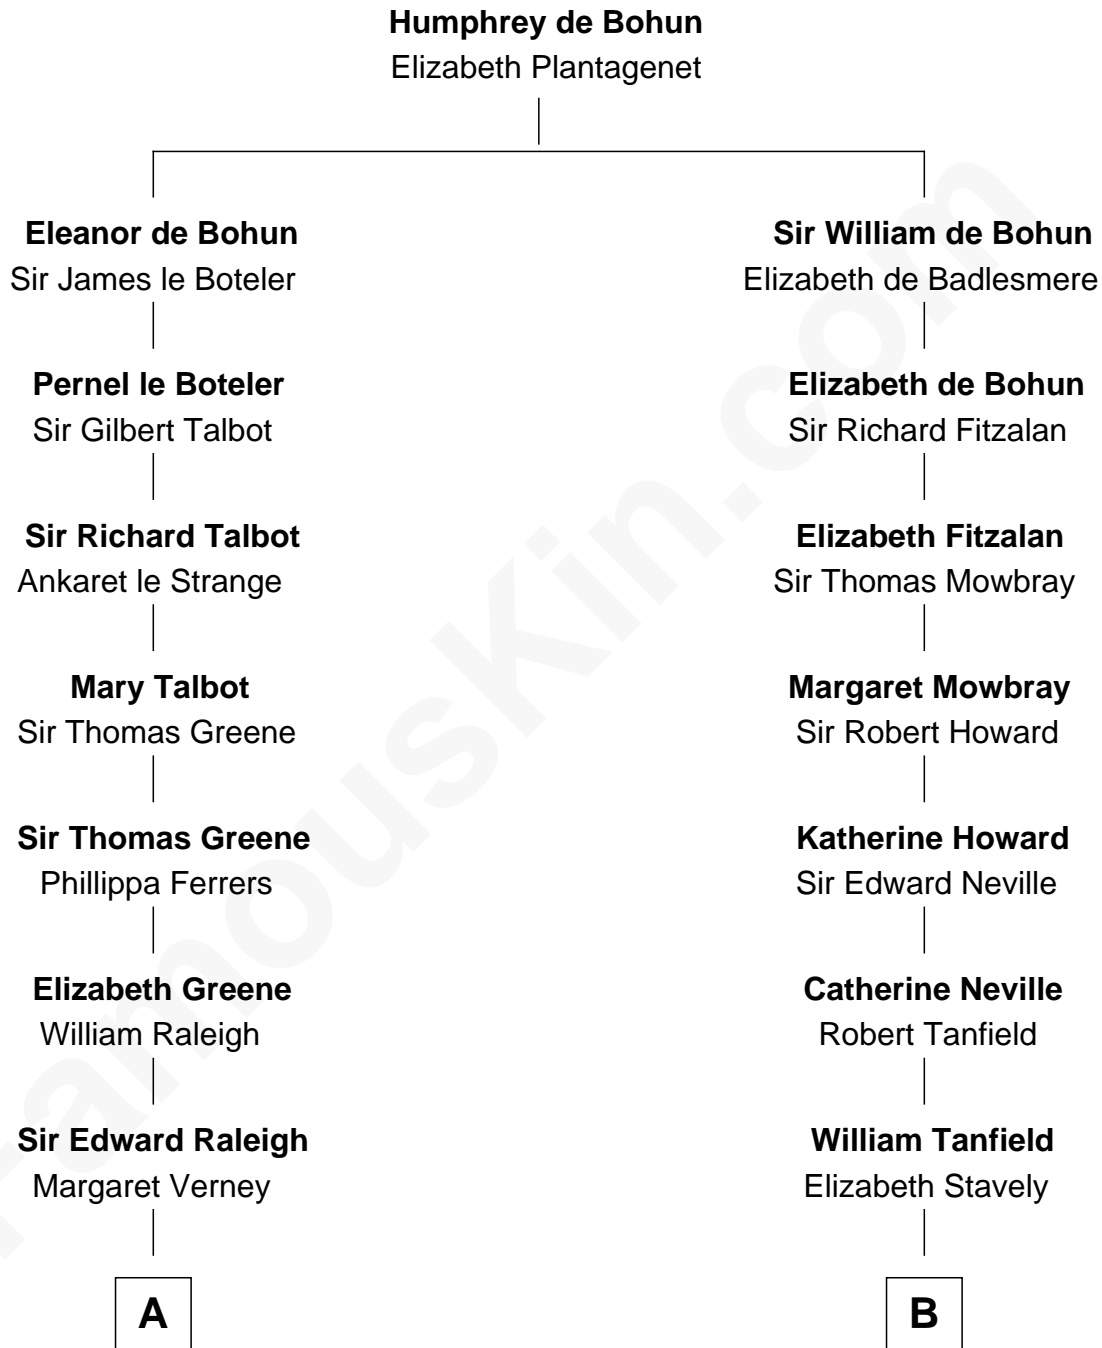 Humphrey de Bohun
Elizabeth Plantagenet
Eleanor de Bohun
Sir James le Boteler
Sir William de Bohun
Elizabeth de Badlesmere
Pernel le Boteler
Sir Gilbert Talbot
Elizabeth de Bohun
Sir Richard Fitzalan
Sir Richard Talbot
Ankaret le Strange
Elizabeth Fitzalan
Sir Thomas Mowbray
Mary Talbot
Sir Thomas Greene
Margaret Mowbray
Sir Robert Howard
Sir Thomas Greene
Phillippa Ferrers
Katherine Howard
Sir Edward Neville
Elizabeth Greene
William Raleigh
Catherine Neville
Robert Tanfield
Sir Edward Raleigh
Margaret Verney
William Tanfield
Elizabeth Stavely
A
B
FamousKin.com